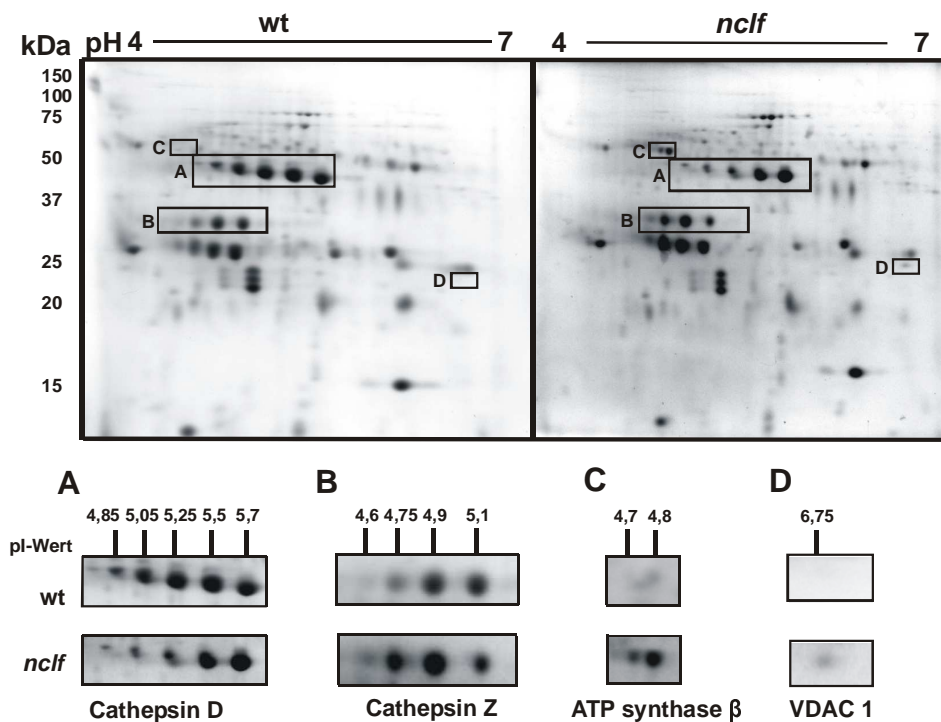 wt nclf
kDa pH 4 7 4 7
150
100
75
50
37
25
20
15
C
A
B
D
C
A
B
D
A B C D
4,85 5,05 5,25 5,5 5,7 4,6 4,75 4,9 5,1 4,7 4,8 6,75
pI-Wert
wt
nclf
Cathepsin D Cathepsin Z ATP synthase β VDAC 1